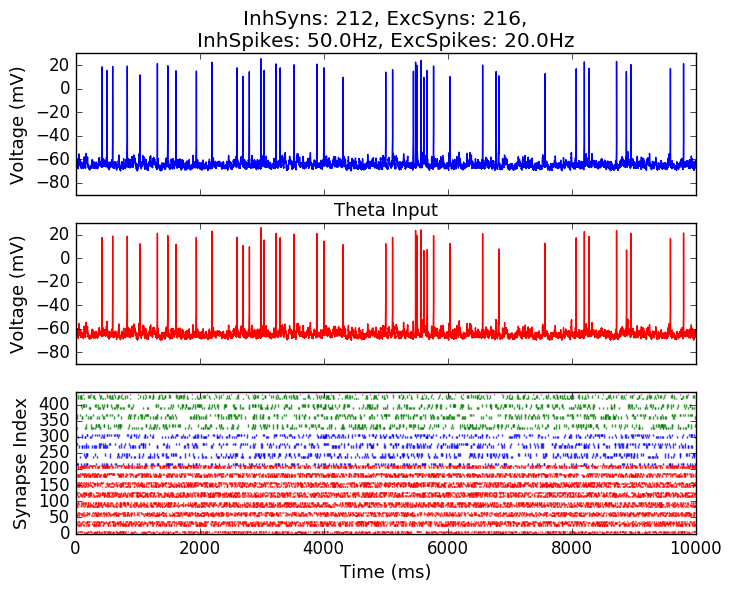 InhSyns: 212, ExcSyns: 216,
InhSpikes: 50.0Hz, ExcSpikes: 20.0Hz
Voltage (mV)
20
0
−20
−40
−60
−80
Theta Input
Voltage (mV)
20
0
−20
−40
−60
−80
Synapse Index
400
350
300
250
200
150
100
50
0
0 2000 4000 6000 8000 10000
Time (ms)